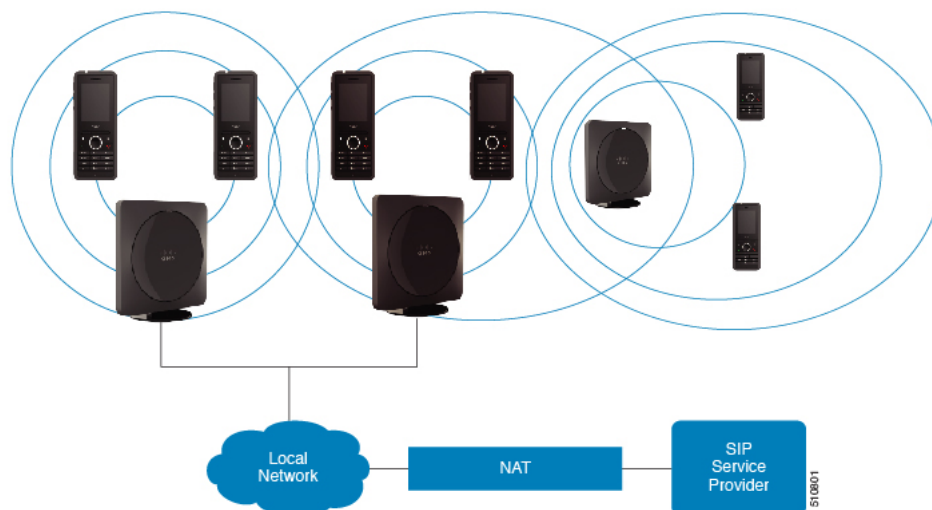 Local
Network
NAT
SIP
Service
Provider
510801